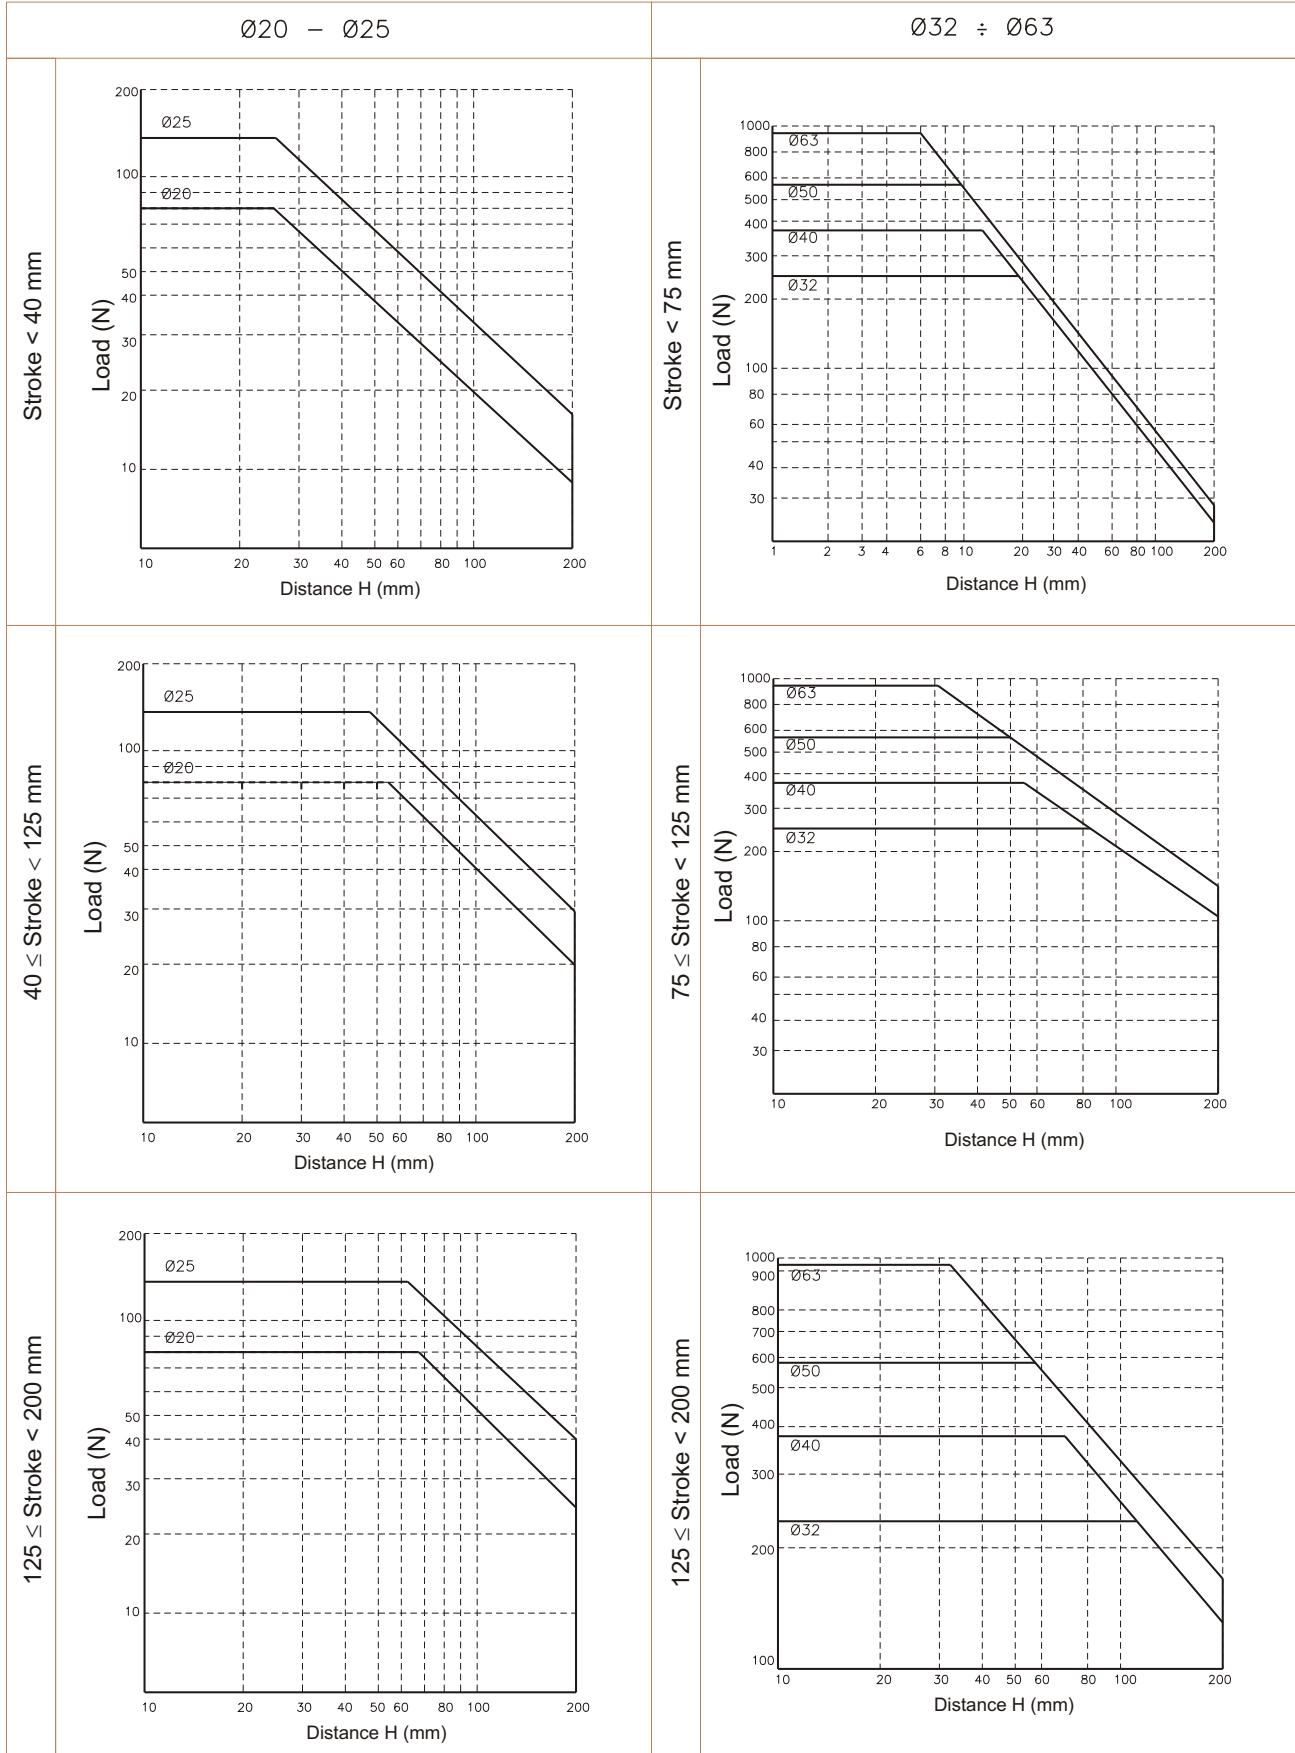 Ø20 – Ø25
Ø32 ÷ Ø63
Stroke < 40 mm
Load (N)
200
100
50
40
30
20
10
Ø25
Ø20
10 20 30 40 50 60 80 100 200
Distance H (mm)
Stroke < 75 mm
Load (N)
1000
800
600
500
400
300
200
100
80
60
40
30
Ø63
Ø50
Ø40
Ø32
1 2 3 4 6 8 10 20 30 40 60 80 100 200
Distance H (mm)
40 ≤ Stroke < 125 mm
Load (N)
200
100
50
40
30
20
10
Ø25
Ø20
10 20 30 40 50 60 80 100 200
Distance H (mm)
75 ≤ Stroke < 125 mm
Load (N)
1000
800
600
500
400
300
200
100
80
60
40
30
Ø63
Ø50
Ø40
Ø32
10 20 30 40 50 60 80 100 200
Distance H (mm)
125 ≤ Stroke < 200 mm
Load (N)
200
100
50
40
30
20
10
Ø25
Ø20
10 20 30 40 50 60 80 100 200
Distance H (mm)
125 ≤ Stroke < 200 mm
Load (N)
1000
900
800
700
600
500
400
300
200
100
Ø63
Ø50
Ø40
Ø32
10 20 30 40 50 60 80 100 200
Distance H (mm)